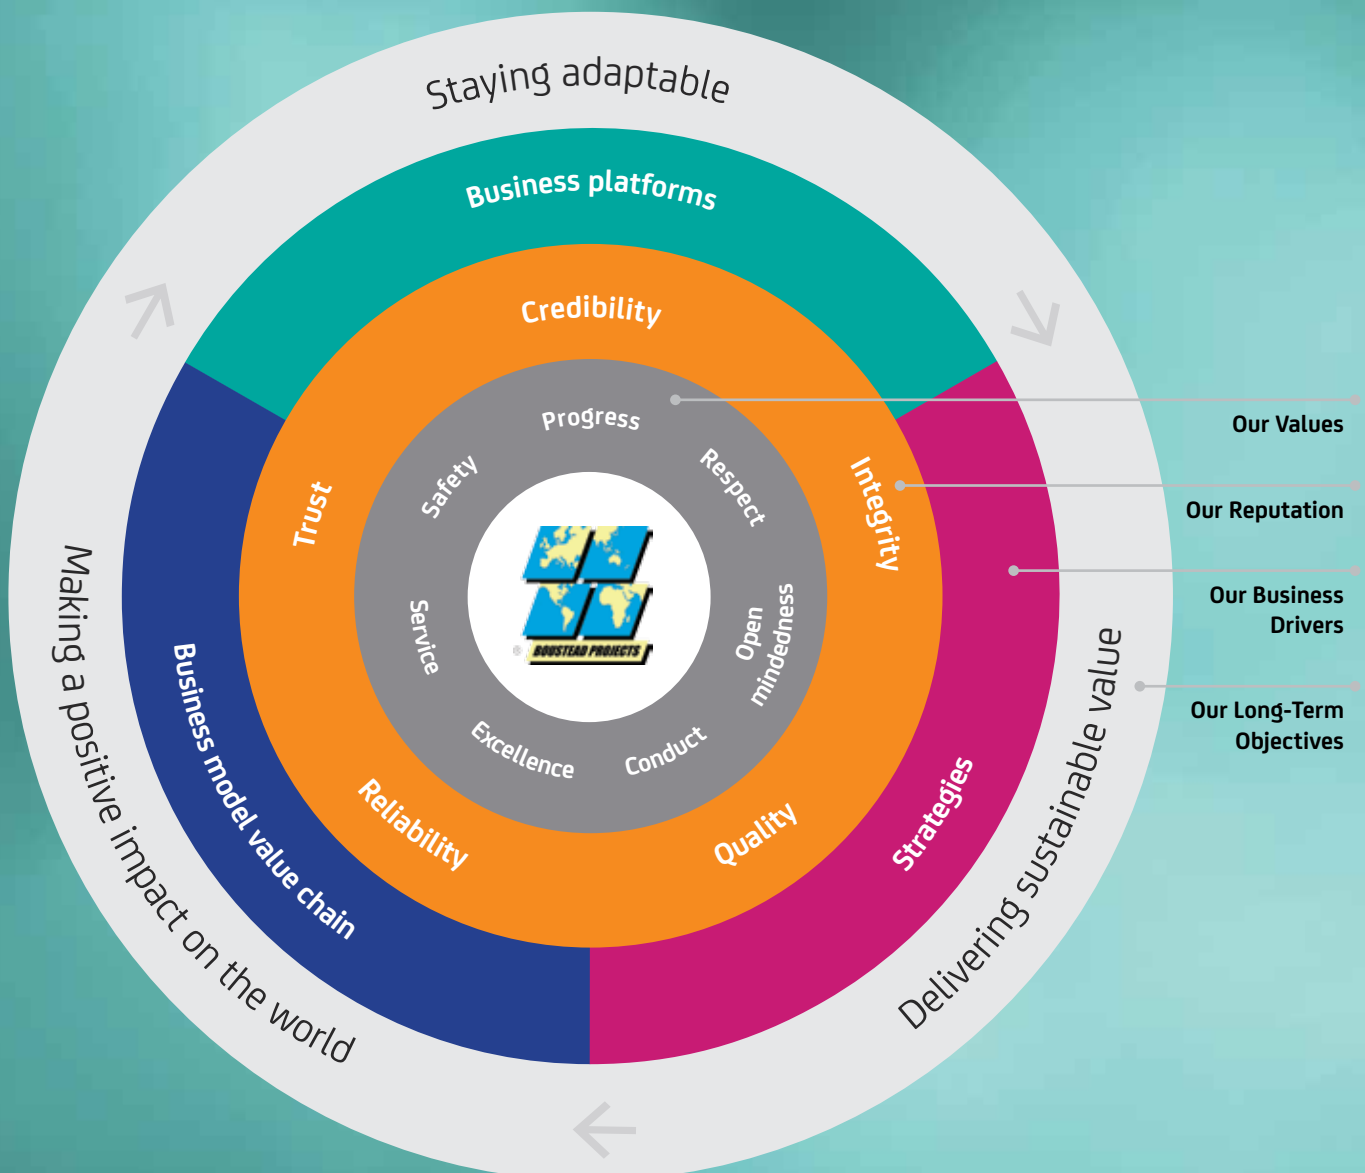 Staying adaptable
Business platforms
Credibility
Progress
Safety
Respect
Trust
Integrity
Our Values
Our Reputation
Our Business
Drivers
Our Long-Term
Objectives
Service
Open
mindedness
BOUSTEAD PROJECTS
Excellence
Conduct
Reliability
Quality
Business model value chain
Strategies
Making a positive impact on the world
Delivering sustainable value